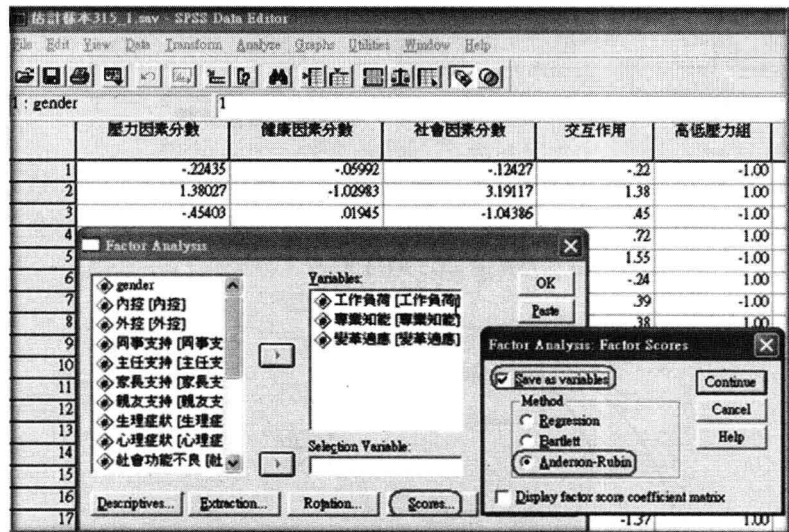 估計樣本315_1.sav - SPSS Data Editor
File Edit View Data Transform Analyze Graphs Utilities Window Help
1 : gender 1
壓力因素分數 健康因素分數 社會因素分數 交互作用 高低壓力組
1 -.22435 -.05992 -.12427 -.22 -1.00
2 1.38027 -1.02983 3.19117 1.38 1.00
3 -.45403 .01945 -1.04386 .45 -1.00
4 .72 1.00
5 1.55 -1.00
6 -.24 1.00
7 .39 -1.00
8 .38 1.00
9
10
11
12
13
14
15
16
17 -1.37 1.00
Factor Analysis
gender
內控 [內控]
外控 [外控]
同事支持 [同事支
主任支持 [主任支
家長支持 [家長支
親友支持 [親友支
生理症狀 [生理症
心理症狀 [心理症
社會功能不良 [社
Variables:
工作負荷 [工作負荷]
專業知能 [專業知能]
變革適應 [變革適應]
Selection Variable:
OK
Paste
Descriptives... Extraction... Rotation... Scores...
Factor Analysis: Factor Scores
Save as variables
Method
Regression
Bartlett
Anderson-Rubin
Display factor score coefficient matrix
Continue
Cancel
Help